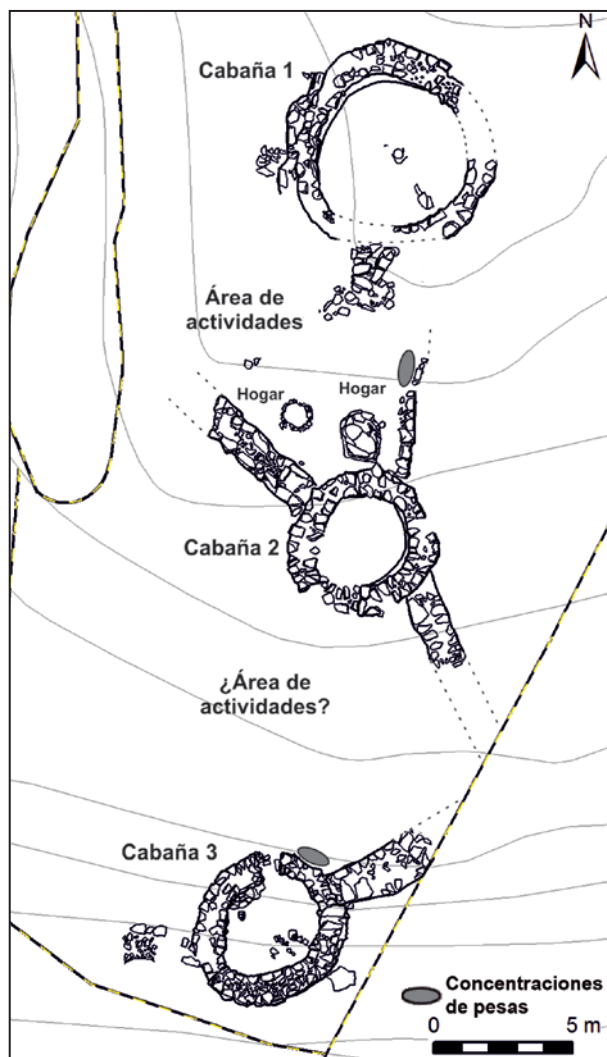 N
Cabaña 1
Área de
actividades
Hogar
Hogar
Cabaña 2
¿Área de
actividades?
Cabaña 3
Concentraciones
de pesas
0 5 m